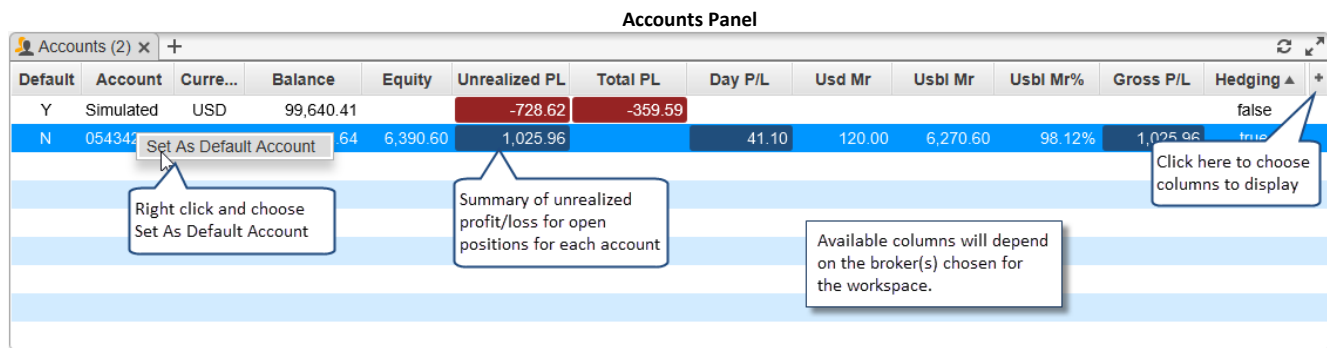 Accounts Panel
Accounts (2) × +
Default Account Curre... Balance Equity Unrealized PL Total PL Day P/L Usd Mr Usbl Mr Usbl Mr% Gross P/L Hedging ▲ +
Y Simulated USD 99,640.41 -728.62 -359.59 false
N 05434 .64 6,390.60 1,025.96 41.10 120.00 6,270.60 98.12% 1,025.96 true
Set As Default Account
Right click and choose
Set As Default Account
Summary of unrealized
profit/loss for open
positions for each account
Available columns will depend
on the broker(s) chosen for
the workspace.
Click here to choose
columns to display